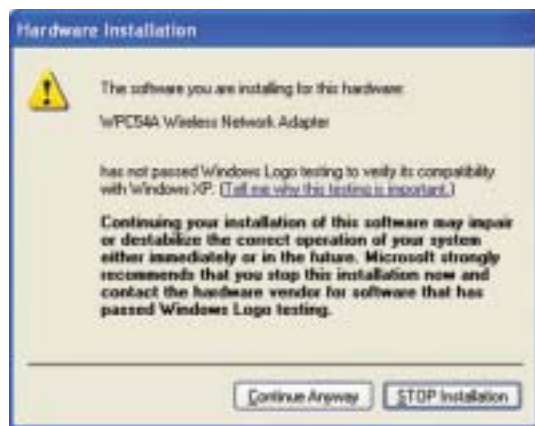 Hardware Installation
The software you are installing for this hardware:
WPC54A Wireless Network Adapter
has not passed Windows Logo testing to verify its compatibility
with Windows XP. (Tell me why this testing is important.)
Continuing your installation of this software may impair
or destabilize the correct operation of your system
either immediately or in the future. Microsoft strongly
recommends that you stop this installation now and
contact the hardware vendor for software that has
passed Windows Logo testing.
Continue Anyway
STOP Installation